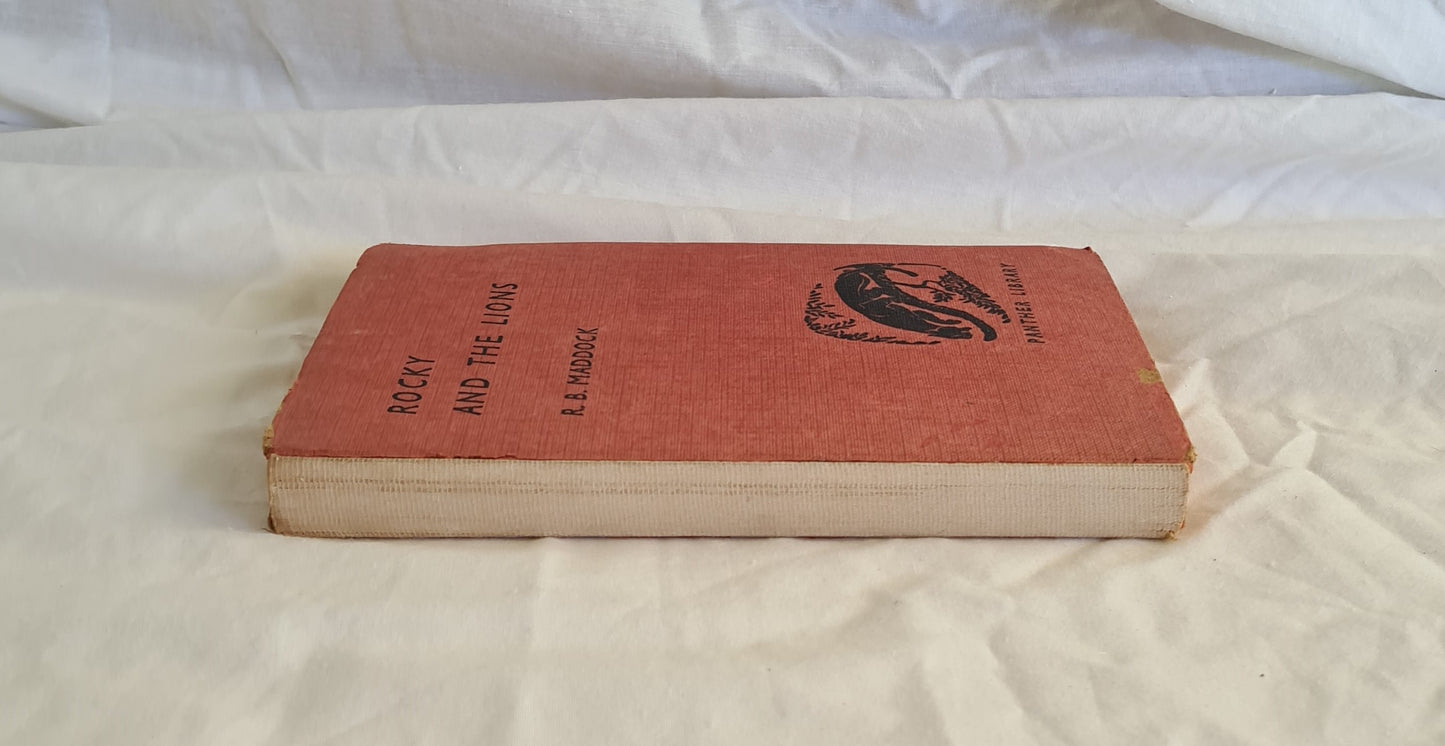 ROCKY
AND THE LIONS
R. B. MADDOCK
PANTHER LIBRARY